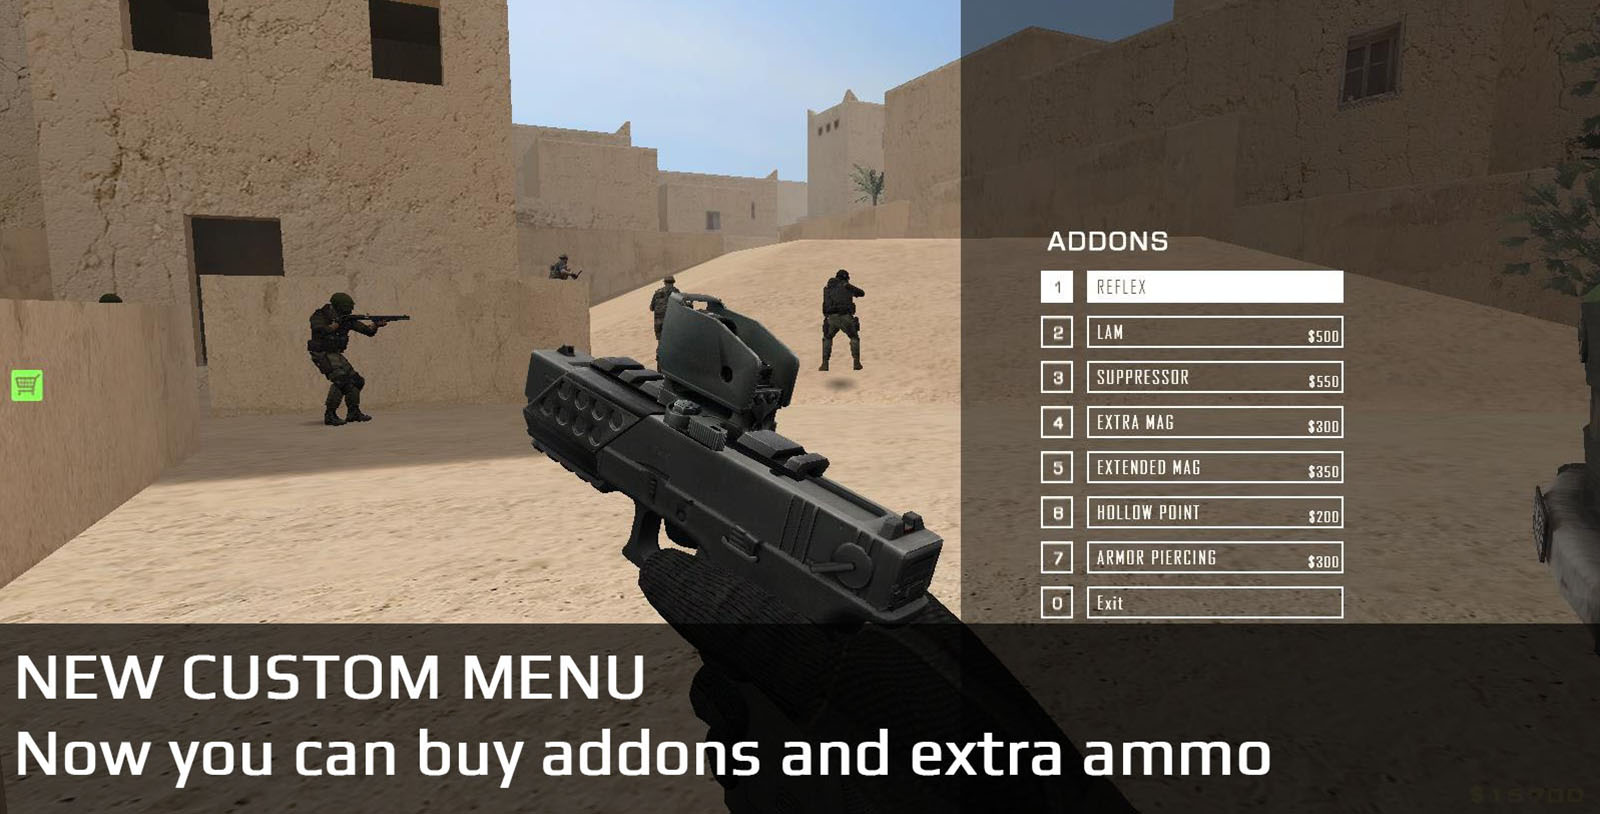 ADDONS
1 REFLEX
2 LAM $500
3 SUPPRESSOR $550
4 EXTRA MAG $300
5 EXTENDED MAG $350
6 HOLLOW POINT $200
7 ARMOR PIERCING $300
0 Exit
NEW CUSTOM MENU
Now you can buy addons and extra ammo
$15700